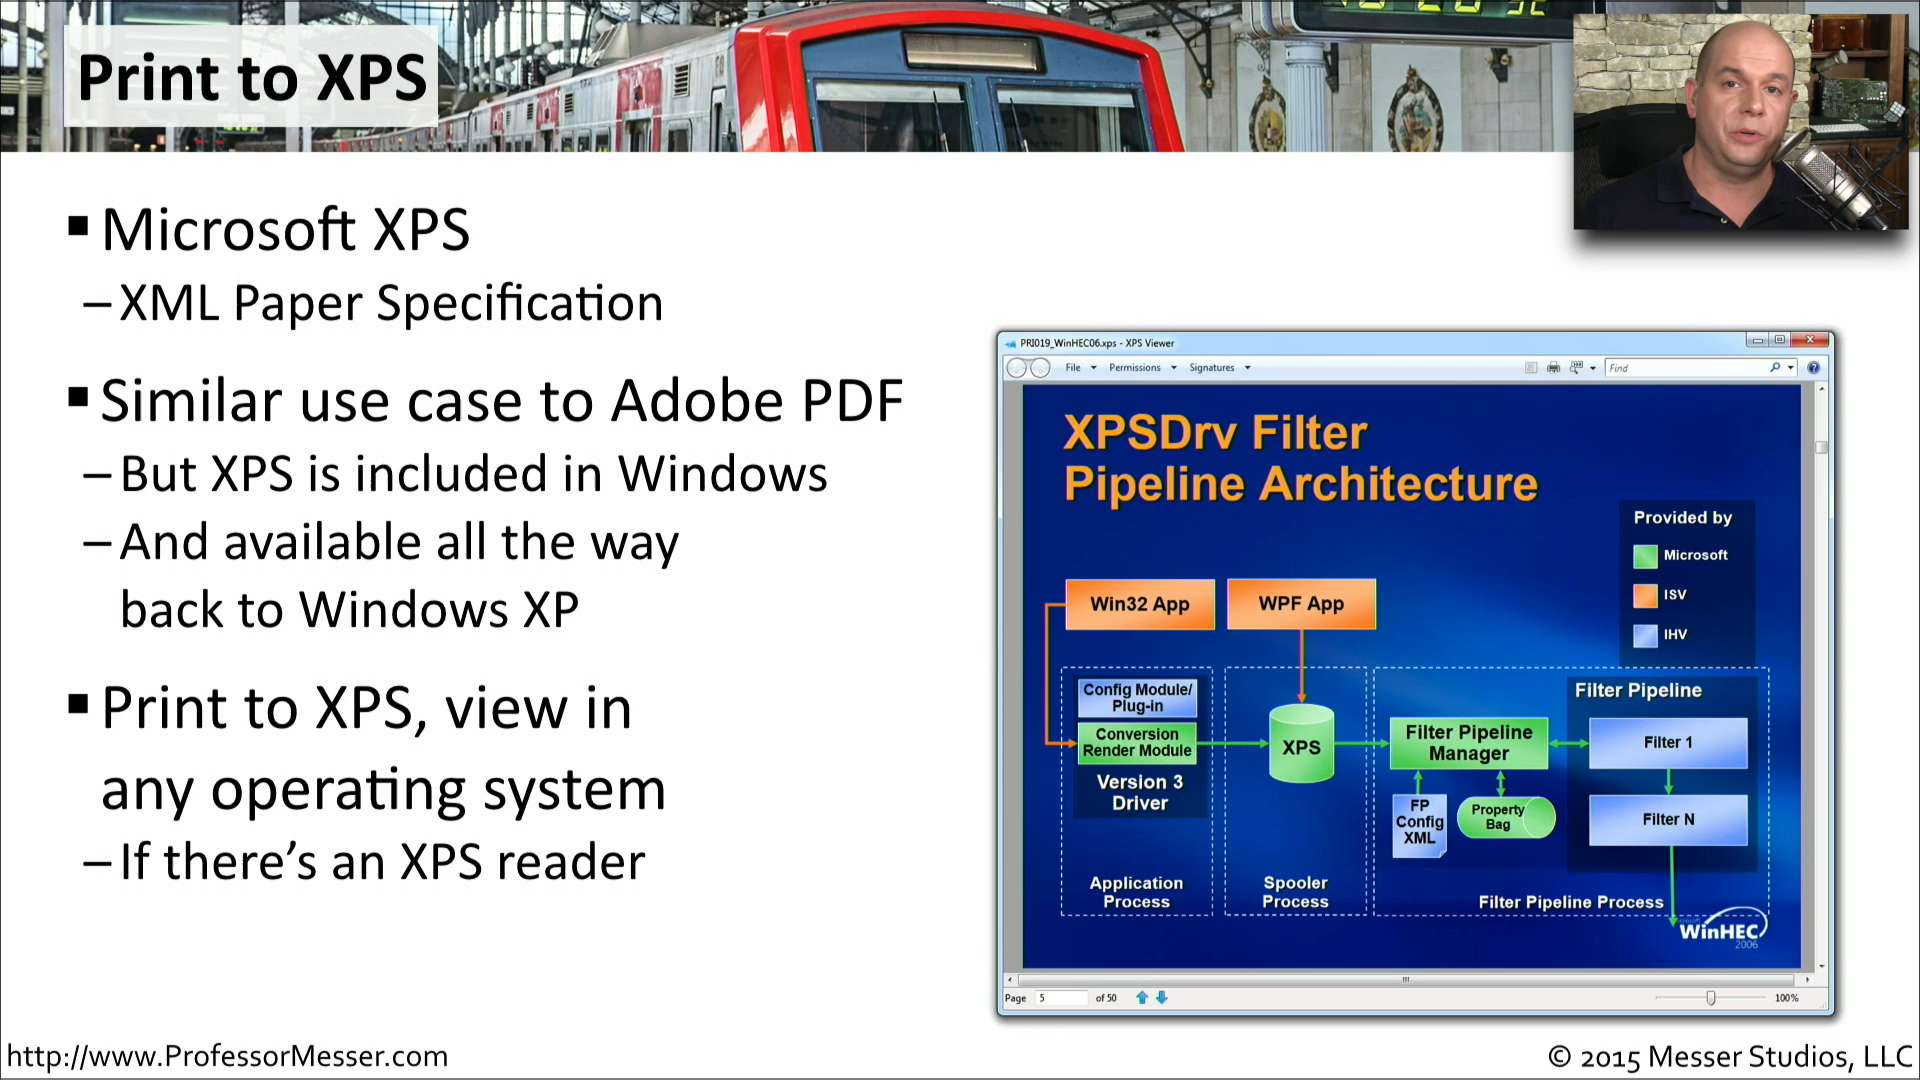 Print to XPS
▪ Microsoft XPS
– XML Paper Specification
▪ Similar use case to Adobe PDF
– But XPS is included in Windows
– And available all the way
back to Windows XP
▪ Print to XPS, view in
any operating system
– If there’s an XPS reader
PRI019_WinHEC06.xps - XPS Viewer
File Permissions Signatures Find
XPSDrv Filter
Pipeline Architecture
Provided by
Microsoft
ISV
IHV
Win32 App
WPF App
Config Module/
Plug-in
Conversion
Render Module
Version 3
Driver
Application
Process
XPS
Spooler
Process
Filter Pipeline
Filter Pipeline
Manager
Filter 1
FP
Config
XML
Property
Bag
Filter N
Filter Pipeline Process
Microsoft
WinHEC
2006
Page 5 of 50 100%
http://www.ProfessorMesser.com
© 2015 Messer Studios, LLC